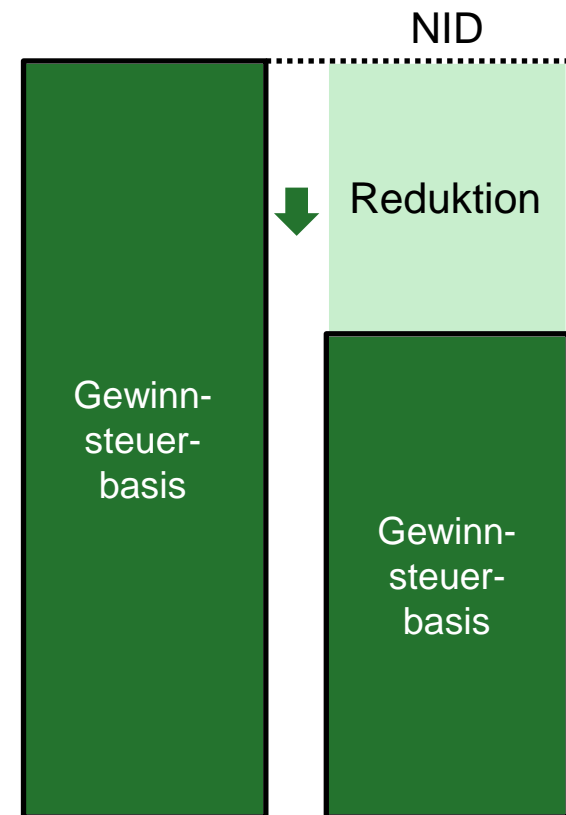 NID
Reduktion
Gewinn-
steuer-
basis
Gewinn-
steuer-
basis